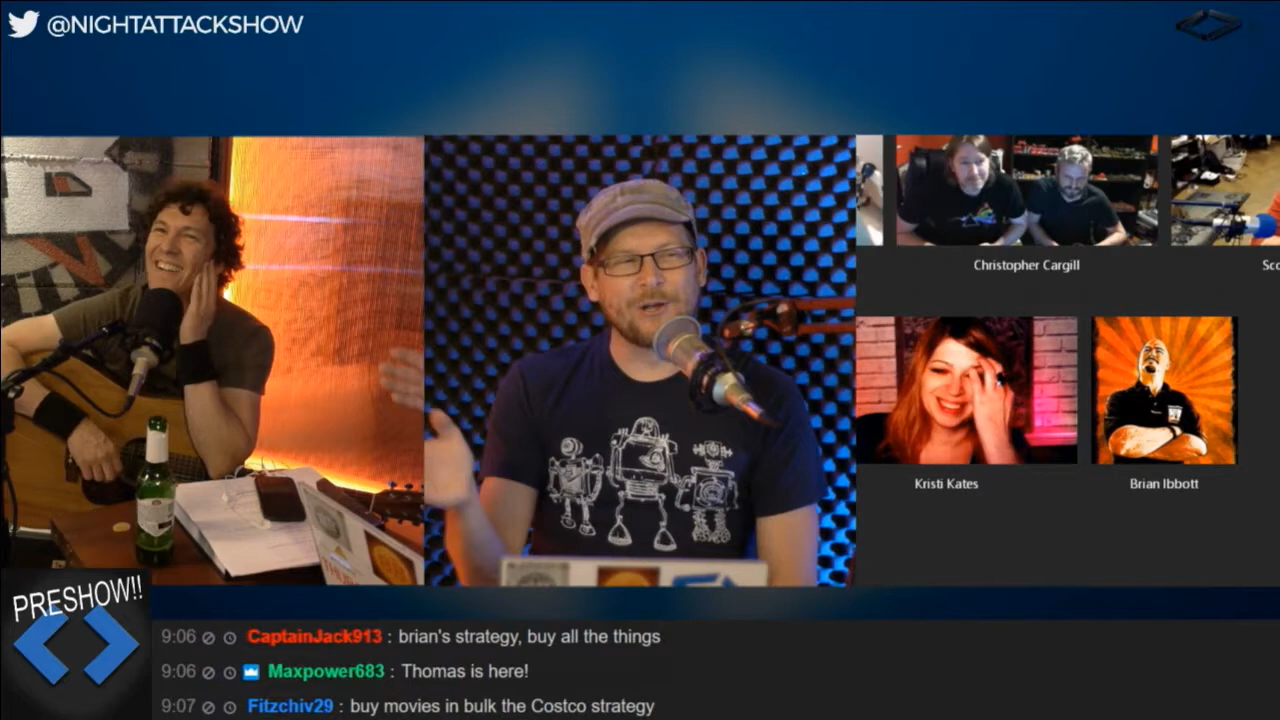 @NIGHTATTACKSHOW
Christopher Cargill
Sco
Kristi Kates
Brian Ibbott
PRESHOW!!
9:06 CaptainJack913 : brian's strategy, buy all the things
9:06 Maxpower683 : Thomas is here!
9:07 Fitzchiv29 : buy movies in bulk the Costco strategy